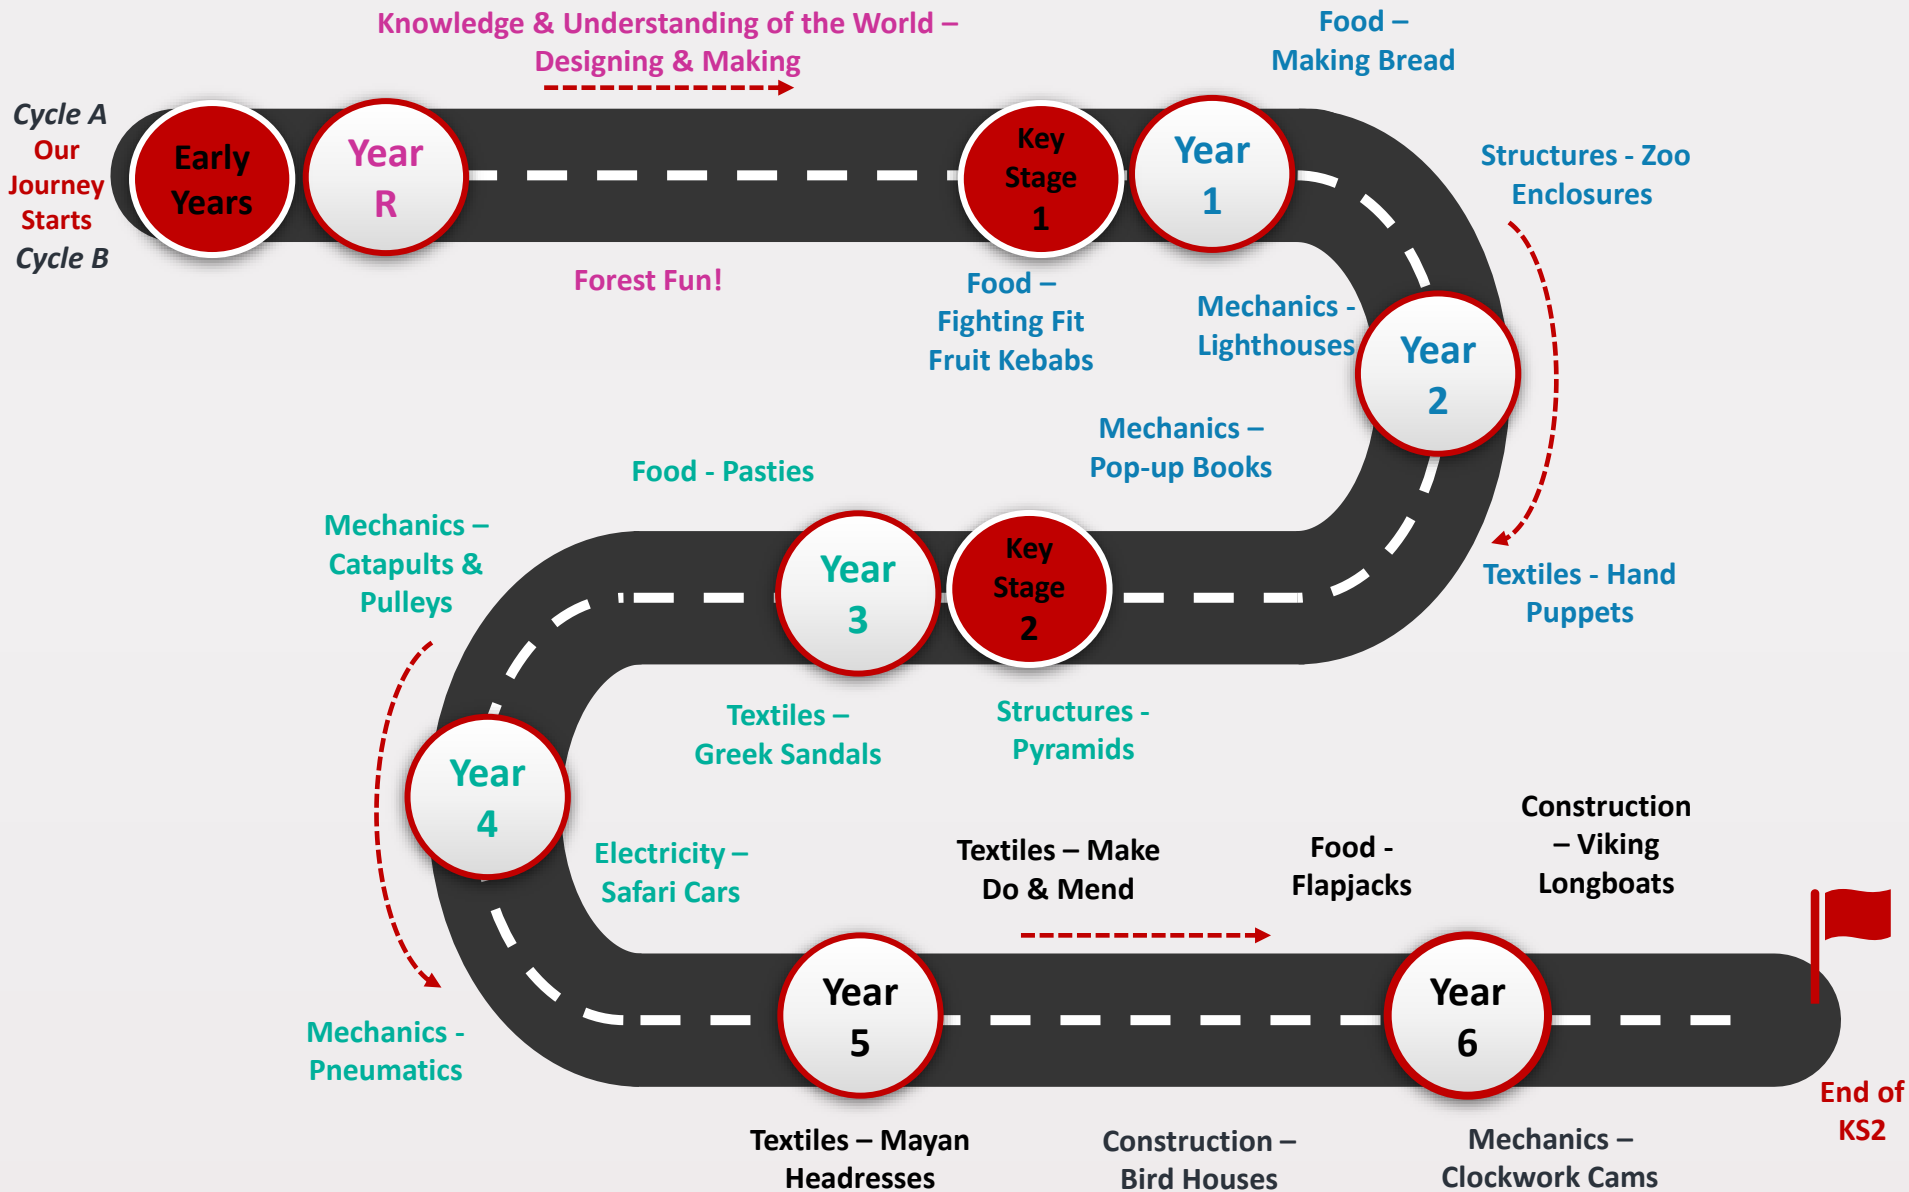 Knowledge & Understanding of the World –
Designing & Making
Food –
Making Bread
Cycle A
Our
Journey
Starts
Cycle B
Early
Years
Year
R
Key
Stage
1
Year
1
Structures - Zoo
Enclosures
Forest Fun!
Food –
Fighting Fit
Fruit Kebabs
Mechanics -
Lighthouses
Year
2
Mechanics –
Pop-up Books
Textiles - Hand
Puppets
Food - Pasties
Mechanics –
Catapults &
Pulleys
Year
3
Key
Stage
2
Textiles –
Greek Sandals
Structures -
Pyramids
Year
4
Electricity –
Safari Cars
Textiles – Make
Do & Mend
Food -
Flapjacks
Construction
– Viking
Longboats
Mechanics -
Pneumatics
Year
5
Year
6
End of
KS2
Textiles – Mayan
Headresses
Construction –
Bird Houses
Mechanics –
Clockwork Cams